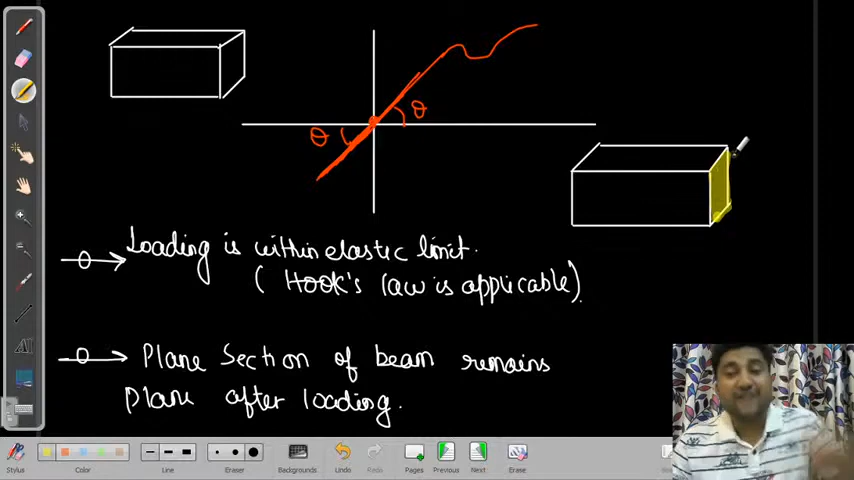 θ
θ
Loading is within elastic limit.
( Hook's law is applicable).
Plane Section of beam remains
plane after loading.
Stylus
Color
Line
Eraser
Backgrounds
Undo
Redo
Pages
Previous
Next
Erase